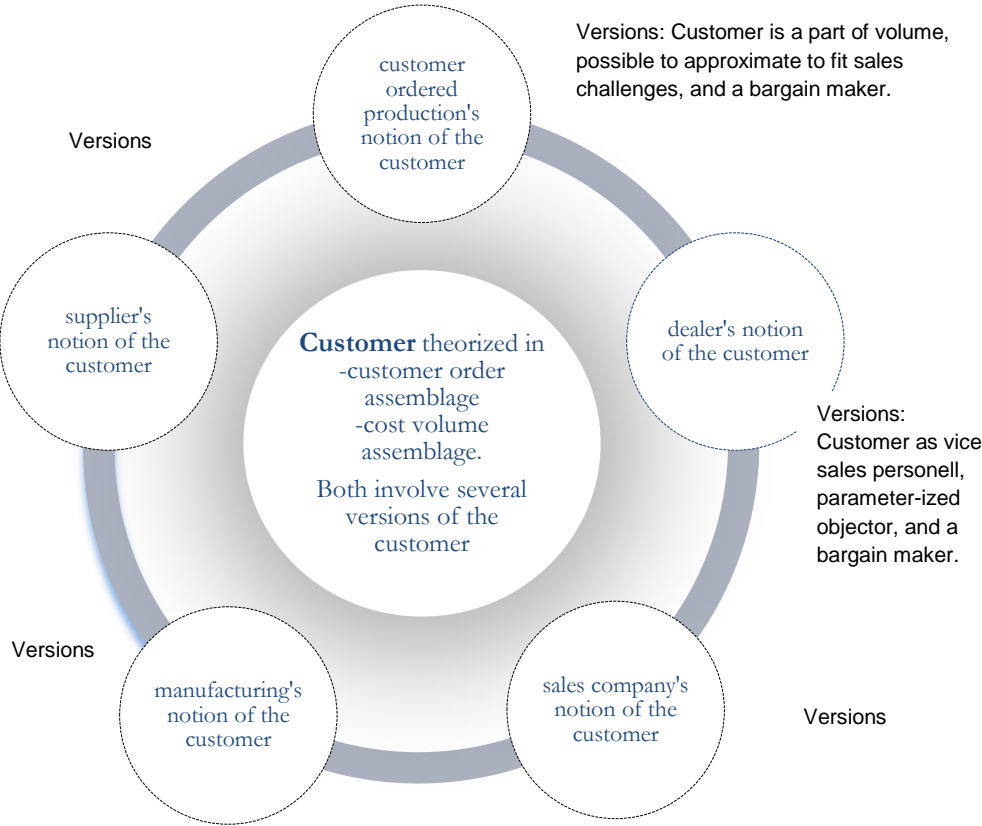 customer
ordered
production's
notion of the
customer
Versions: Customer is a part of volume,
possible to approximate to fit sales
challenges, and a bargain maker.
Versions
supplier's
notion of the
customer
dealer's notion
of the customer
Customer theorized in
-customer order
assemblage
-cost volume
assemblage.
Both involve several
versions of the
customer
Versions:
Customer as vice
sales personell,
parameter-ized
objector, and a
bargain maker.
Versions
manufacturing's
notion of the
customer
sales company's
notion of the
customer
Versions